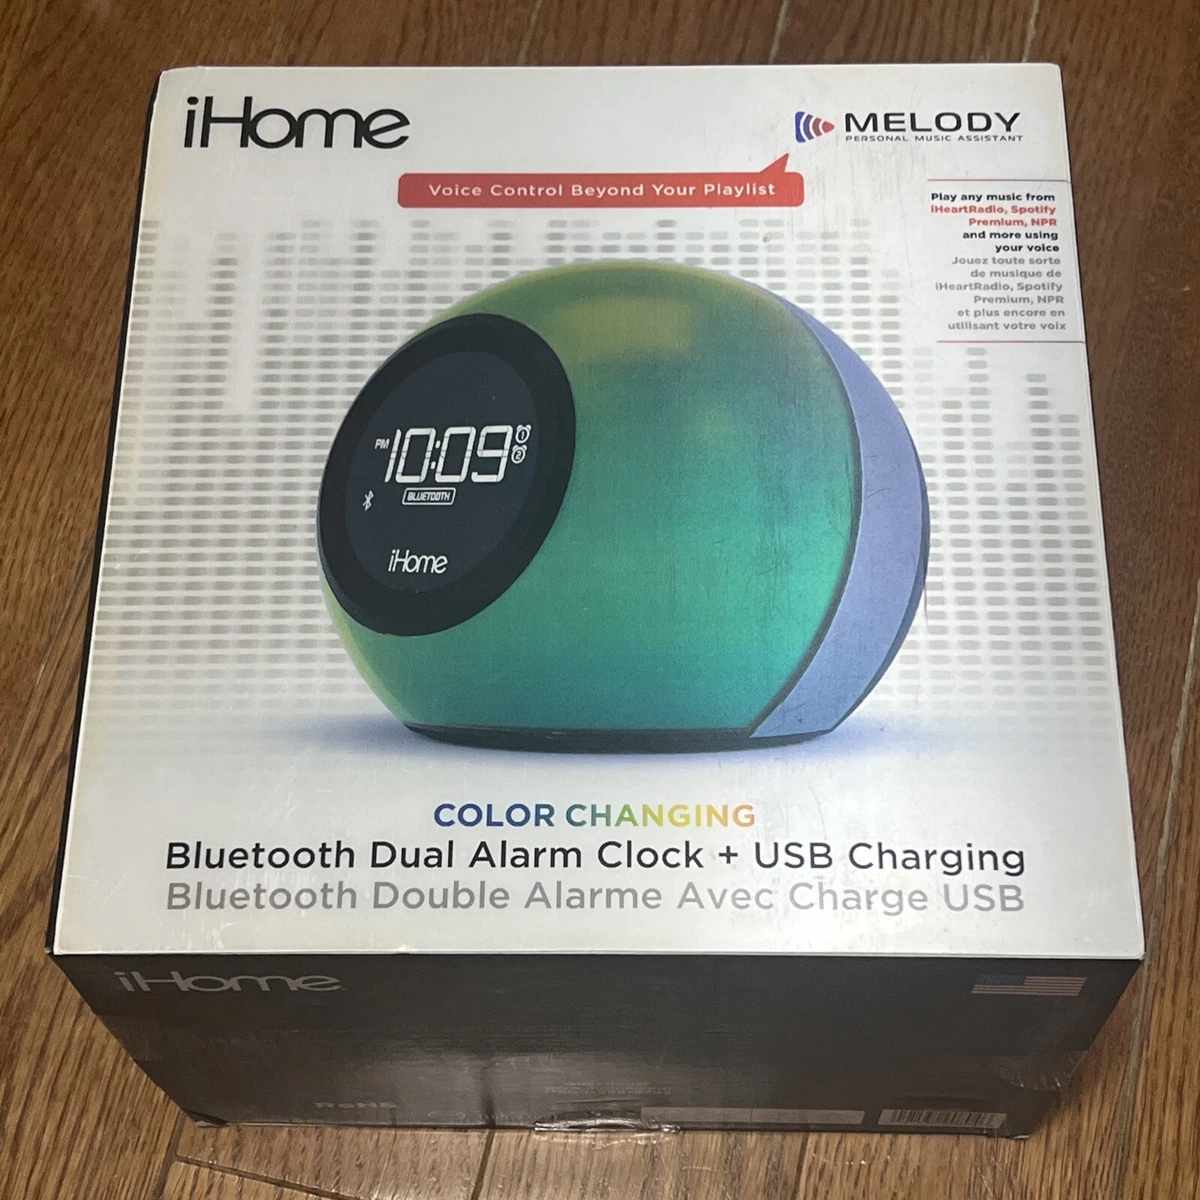 iHome
MELODY
PERSONAL MUSIC ASSISTANT
Voice Control Beyond Your Playlist
Play any music from
iHeartRadio, Spotify
Premium, NPR
and more using
your voice
Jouez toute sorte
de musique de
iHeartRadio, Spotify
Premium, NPR
et plus encore en
utilisant votre voix
PM 10:09 1
2
BLUETOOTH
iHome
COLOR CHANGING
Bluetooth Dual Alarm Clock + USB Charging
Bluetooth Double Alarme Avec Charge USB
iHome
RoHS